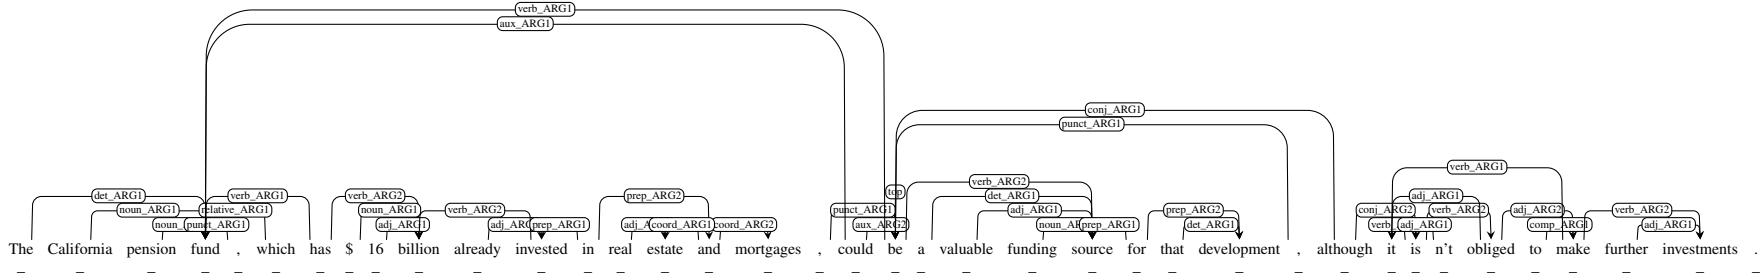 verb_ARG1
aux_ARG1
conj_ARG1
punct_ARG1
verb_ARG1
verb_ARG2
top
det_ARG1 verb_ARG1 verb_ARG2 prep_ARG2 det_ARG1 adj_ARG1
noun_ARG1 relative_ARG1 noun_ARG1 verb_ARG2 punct_ARG1 adj_ARG1 prep_ARG2 conj_ARG2 verb_ARG2 adj_ARG2 verb_ARG2
punct_ARG1 adj_ARG1 prep_ARG1 coord_ARG1 coord_ARG2 aux_ARG2 prep_ARG1 det_ARG1 adj_ARG1 comp_ARG1 adj_ARG1
The California pension fund , which has $ 16 billion already invested in real estate and mortgages , could be a valuable funding source for that development , although it is n't obliged to make further investments .